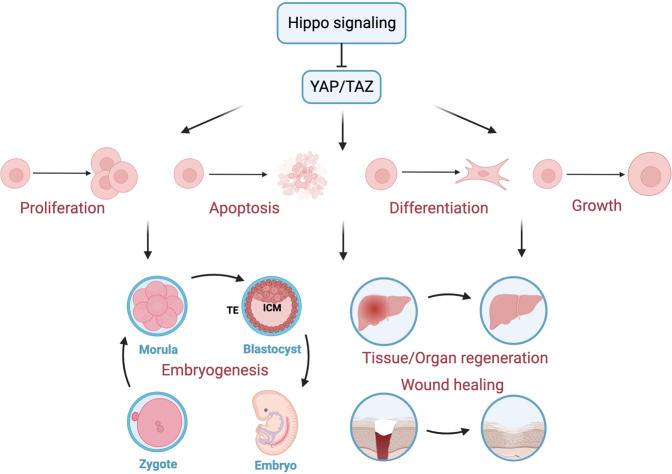 Hippo signaling
YAP/TAZ
Proliferation
Apoptosis
Differentiation
Growth
TE
ICM
Morula
Blastocyst
Embryogenesis
Zygote
Embryo
Tissue/Organ regeneration
Wound healing